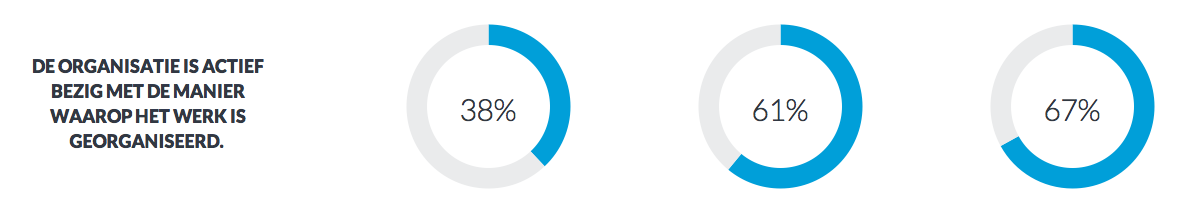 DE ORGANISATIE IS ACTIEF
BEZIG MET DE MANIER
WAAROP HET WERK IS
GEORGANISEERD.
38%
61%
67%